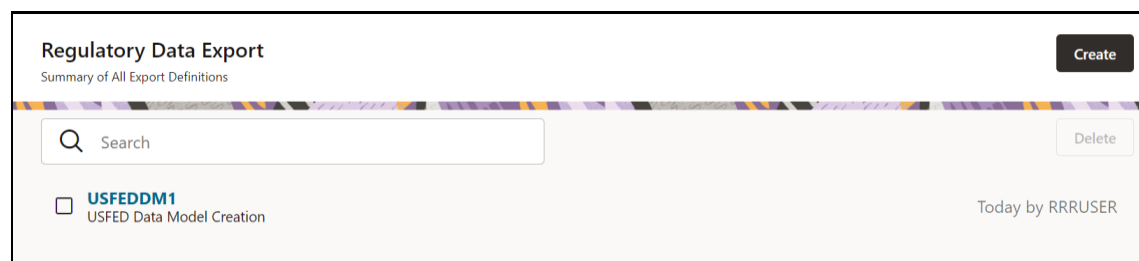 Regulatory Data Export
Create
Summary of All Export Definitions
Search
Delete
USFEDDM1
USFED Data Model Creation
Today by RRRUSER